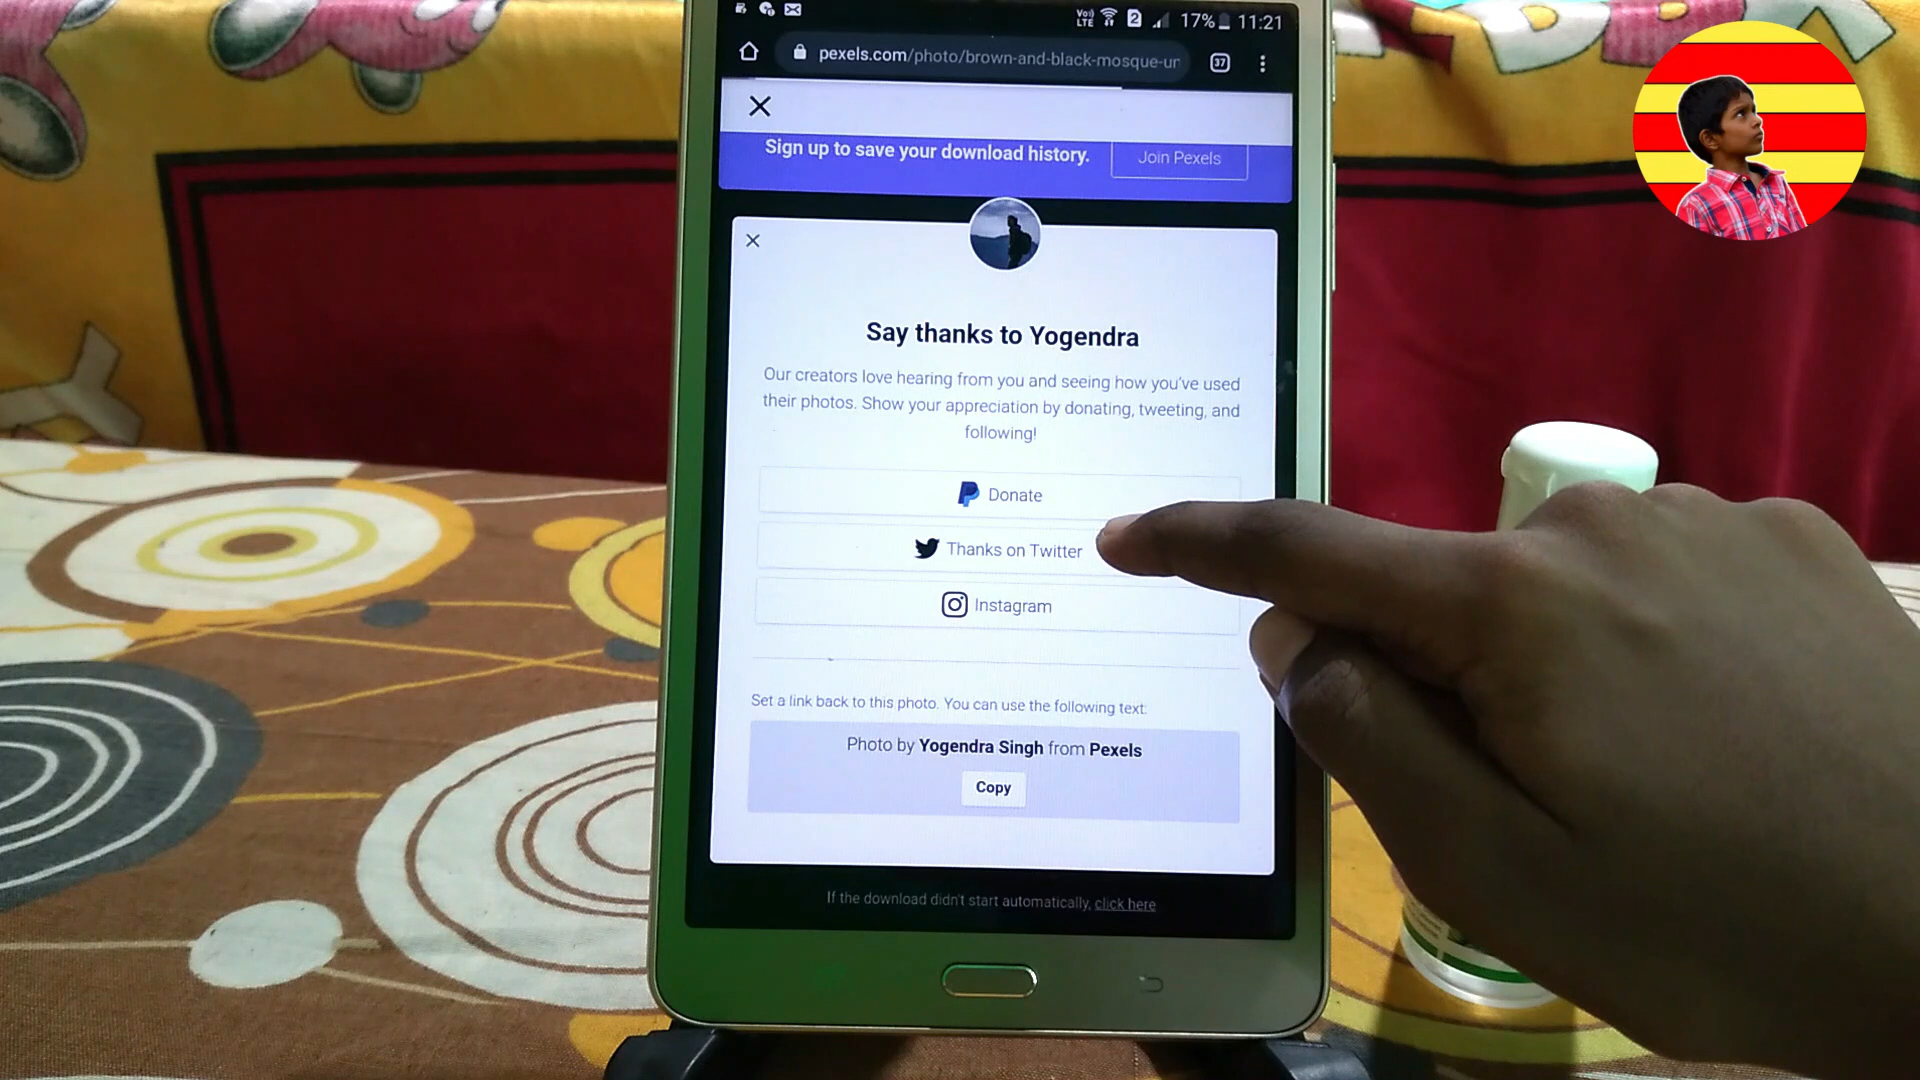 Vo))
LTE
2
17%
11:21
pexels.com/photo/brown-and-black-mosque-ur
37
Sign up to save your download history.
Join Pexels
Say thanks to Yogendra
Our creators love hearing from you and seeing how you've used
their photos. Show your appreciation by donating, tweeting, and
following!
Donate
Thanks on Twitter
Instagram
Set a link back to this photo. You can use the following text:
Photo by Yogendra Singh from Pexels
Copy
If the download didn't start automatically, click here